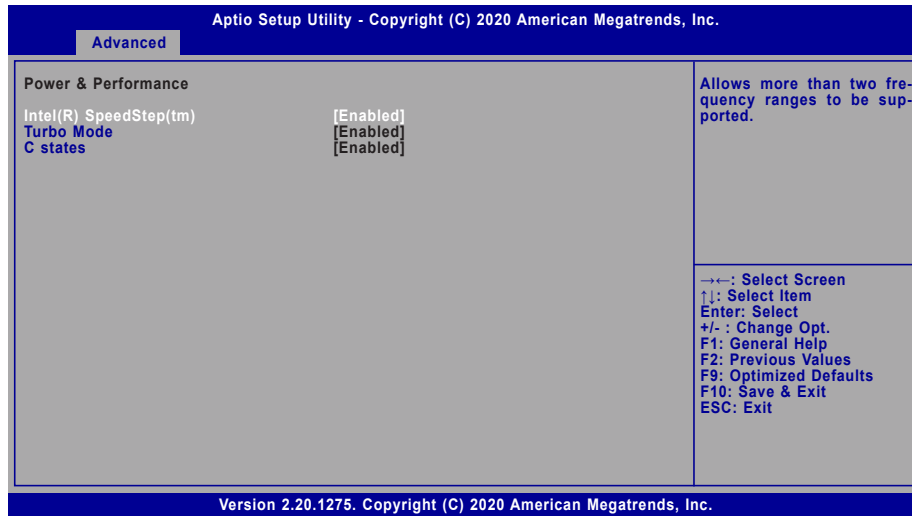 Aptio Setup Utility - Copyright (C) 2020 American Megatrends, Inc.
Advanced
Power & Performance
Intel(R) SpeedStep(tm) [Enabled]
Turbo Mode [Enabled]
C states [Enabled]
Allows more than two fre-
quency ranges to be sup-
ported.
→←: Select Screen
↑↓: Select Item
Enter: Select
+/- : Change Opt.
F1: General Help
F2: Previous Values
F9: Optimized Defaults
F10: Save & Exit
ESC: Exit
Version 2.20.1275. Copyright (C) 2020 American Megatrends, Inc.